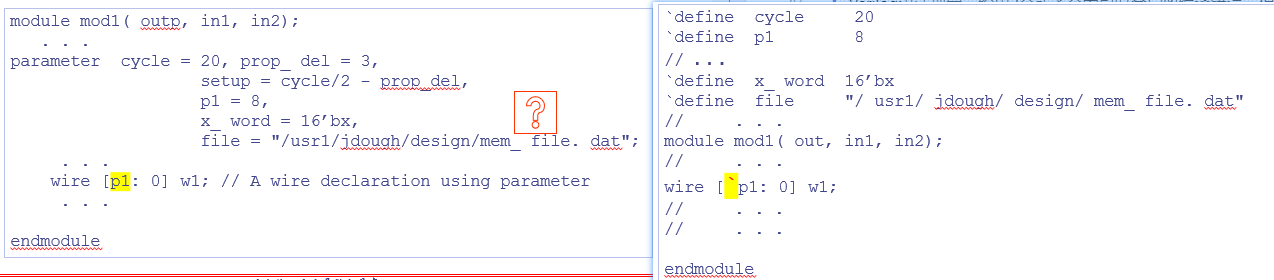 module mod1( outp, in1, in2);
. . .
parameter cycle = 20, prop_ del = 3,
setup = cycle/2 – prop_del,
p1 = 8,
x_ word = 16’bx,
file = "/usr1/jdough/design/mem_ file. dat";
. . .
wire [p1: 0] w1; // A wire declaration using parameter
. . .
endmodule
?
`define cycle 20
`define p1 8
// ...
`define x_ word 16’bx
`define file "/ usr1/ jdough/ design/ mem_ file. dat"
// . . .
module mod1( out, in1, in2);
// . . .
wire [`p1: 0] w1;
// . . .
// . . .
endmodule